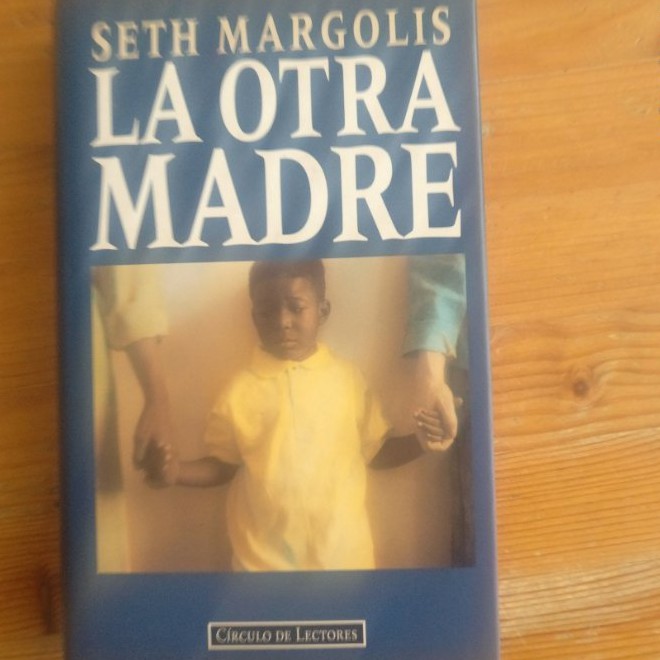 SETH MARGOLIS
LA OTRA
MADRE
CÍRCULO DE LECTORES